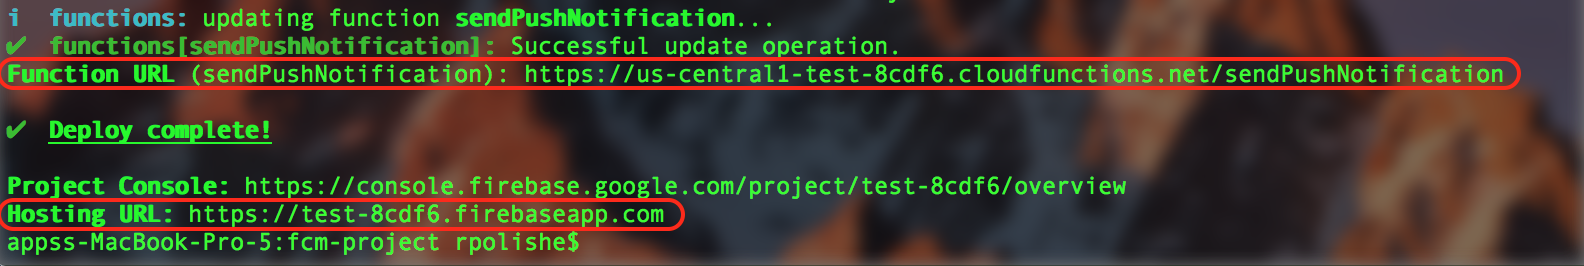 i functions: updating function sendPushNotification...
✔ functions[sendPushNotification]: Successful update operation.
Function URL (sendPushNotification): https://us-central1-test-8cdf6.cloudfunctions.net/sendPushNotification
✔ Deploy complete!
Project Console: https://console.firebase.google.com/project/test-8cdf6/overview
Hosting URL: https://test-8cdf6.firebaseapp.com
appss-MacBook-Pro-5:fcm-project rpolishe$